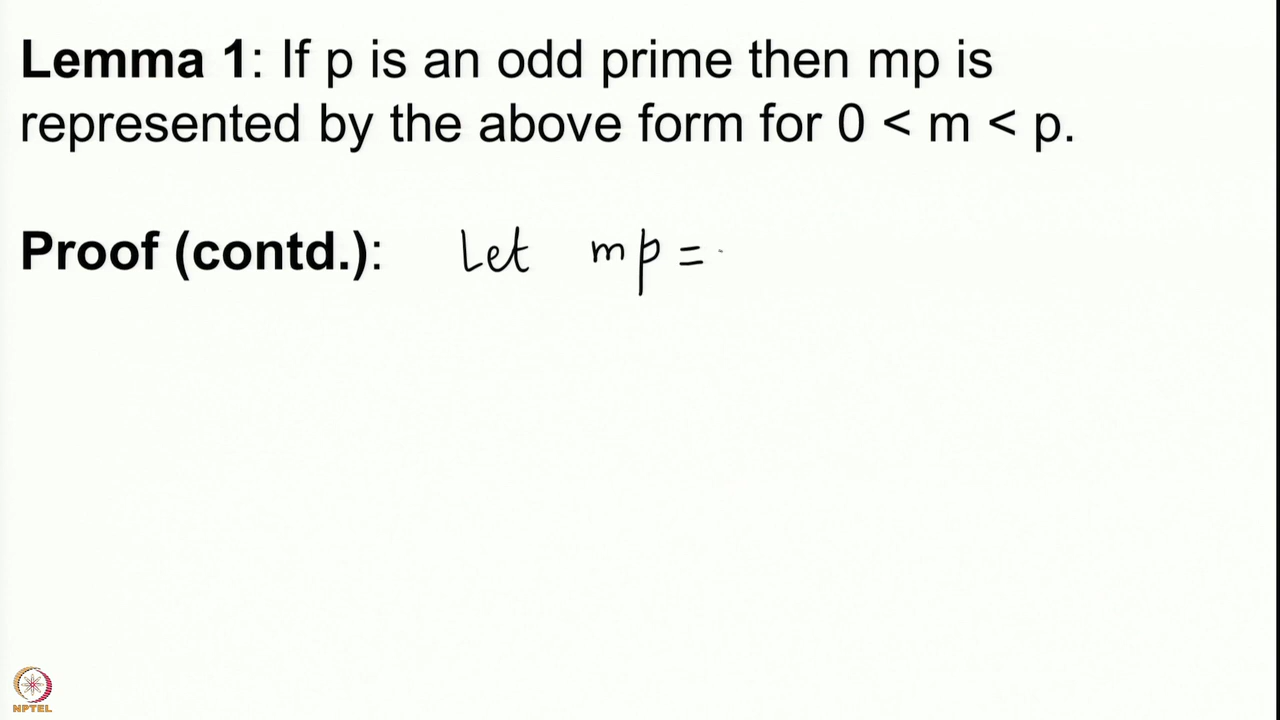 Lemma 1: If p is an odd prime then mp is
represented by the above form for 0 < m < p.
Proof (contd.): Let mp =
NPTEL